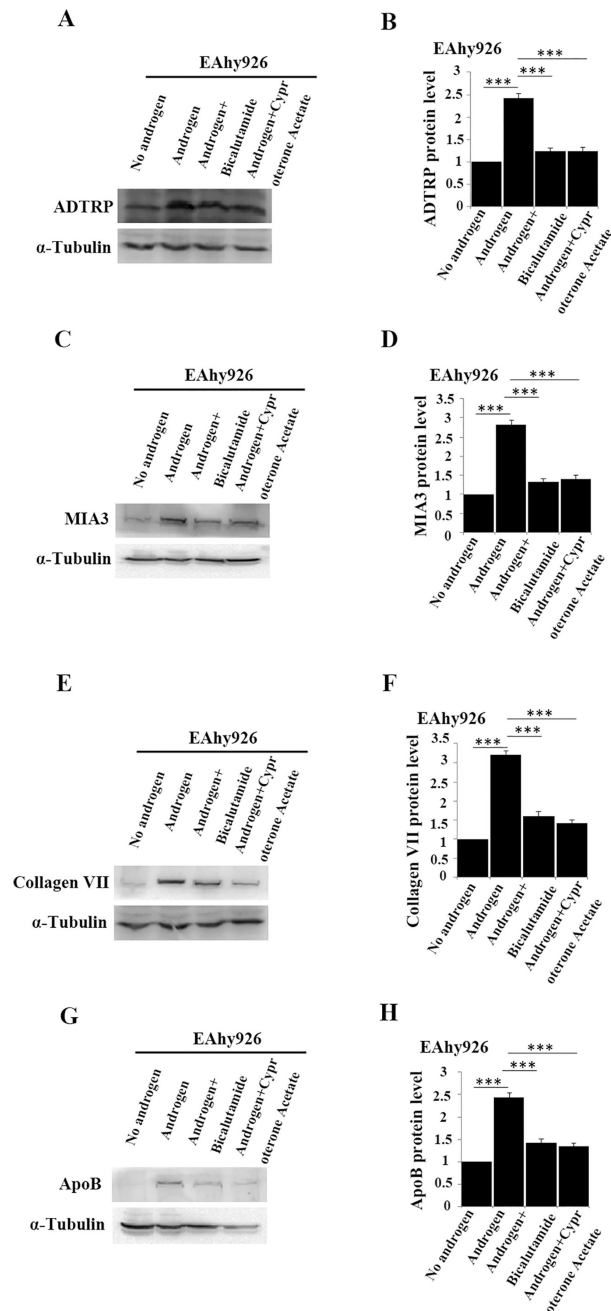 A
EAhy926
No androgen
Androgen
Androgen+
Bicalutamide
Androgen+Cypr
oterone Acetate
ADTRP
α-Tubulin
B
EAhy926
***
***
***
3
2.5
2
1.5
1
0.5
ADTRP protein level
No androgen
Androgen
Androgen+
Bicalutamide
Androgen+Cypr
oterone Acetate
C
EAhy926
No androgen
Androgen
Androgen+
Bicalutamide
Androgen+Cypr
oterone Acetate
MIA3
α-Tubulin
D
EAhy926
***
***
***
3.5
3
2.5
2
1.5
1
0.5
0
MIA3 protein level
No androgen
Androgen
Androgen+
Bicalutamide
Androgen+Cypr
oterone Acetate
E
EAhy926
No androgen
Androgen
Androgen+
Bicalutamide
Androgen+Cypr
oterone Acetate
Collagen VII
α-Tubulin
F
EAhy926
***
***
***
3.5
3
2.5
2
1.5
1
0.5
0
Collagen VII protein level
No androgen
Androgen
Androgen+
Bicalutamide
Androgen+Cypr
oterone Acetate
G
EAhy926
No androgen
Androgen
Androgen+
Bicalutamide
Androgen+Cypr
oterone Acetate
ApoB
α-Tubulin
H
EAhy926
***
***
***
3
2.5
2
1.5
1
0.5
0
ApoB protein level
No androgen
Androgen
Androgen+
Bicalutamide
Androgen+Cypr
oterone Acetate